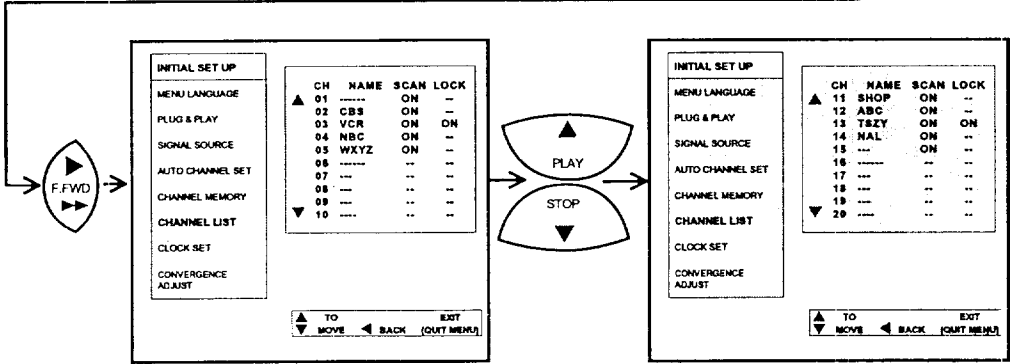 F.FWD
INITIAL SET UP
MENU LANGUAGE
PLUG & PLAY
SIGNAL SOURCE
AUTO CHANNEL SET
CHANNEL MEMORY
CHANNEL LIST
CLOCK SET
CONVERGENCE
ADJUST
CH NAME SCAN LOCK
01 ------ ON --
02 CBS ON --
03 VCR ON ON
04 NBC ON --
05 WXYZ ON --
06 ------ -- --
07 --- -- --
08 --- -- --
09 --- -- --
10 ---- -- --
TO EXIT
MOVE BACK (QUIT MENU)
PLAY
STOP
INITIAL SET UP
MENU LANGUAGE
PLUG & PLAY
SIGNAL SOURCE
AUTO CHANNEL SET
CHANNEL MEMORY
CHANNEL LIST
CLOCK SET
CONVERGENCE
ADJUST
CH NAME SCAN LOCK
11 SHOP ON --
12 ABC ON --
13 TSZY ON ON
14 NAL ON --
15 --- ON --
16 ------ -- --
17 --- -- --
18 --- -- --
19 --- -- --
20 ---- -- --
TO EXIT
MOVE BACK (QUIT MENU)